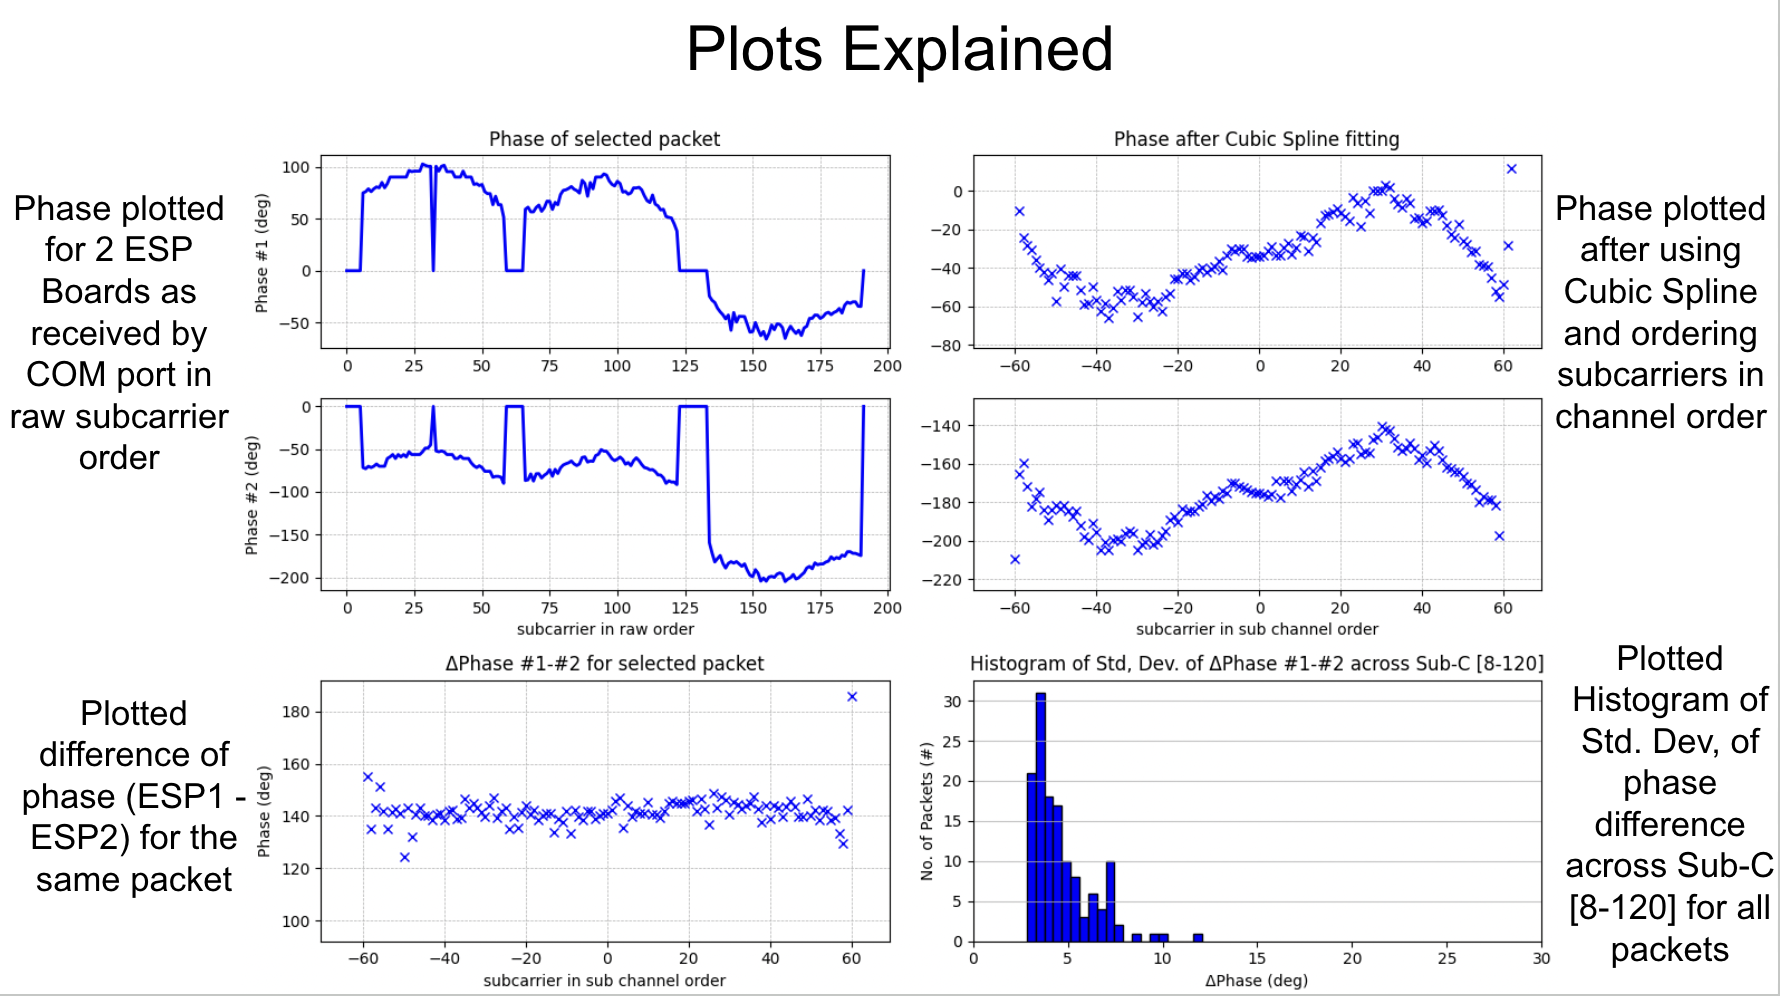 Plots Explained
Phase plotted
for 2 ESP
Boards as
received by
COM port in
raw subcarrier
order
Phase of selected packet
Phase #1 (deg)
100
50
0
−50
0 25 50 75 100 125 150 175 200
Phase #2 (deg)
0
−50
−100
−150
−200
0 25 50 75 100 125 150 175 200
subcarrier in raw order
Phase after Cubic Spline fitting
0
−20
−40
−60
−80
−60 −40 −20 0 20 40 60
−140
−160
−180
−200
−220
−60 −40 −20 0 20 40 60
subcarrier in sub channel order
Phase plotted
after using
Cubic Spline
and ordering
subcarriers in
channel order
Plotted
difference of
phase (ESP1 -
ESP2) for the
same packet
ΔPhase #1-#2 for selected packet
Phase (deg)
180
160
140
120
100
−60 −40 −20 0 20 40 60
subcarrier in sub channel order
Histogram of Std, Dev. of ΔPhase #1-#2 across Sub-C [8-120]
No. of Packets (#)
30
25
20
15
10
5
0
0 5 10 15 20 25 30
ΔPhase (deg)
Plotted
Histogram of
Std. Dev, of
phase
difference
across Sub-C
[8-120] for all
packets